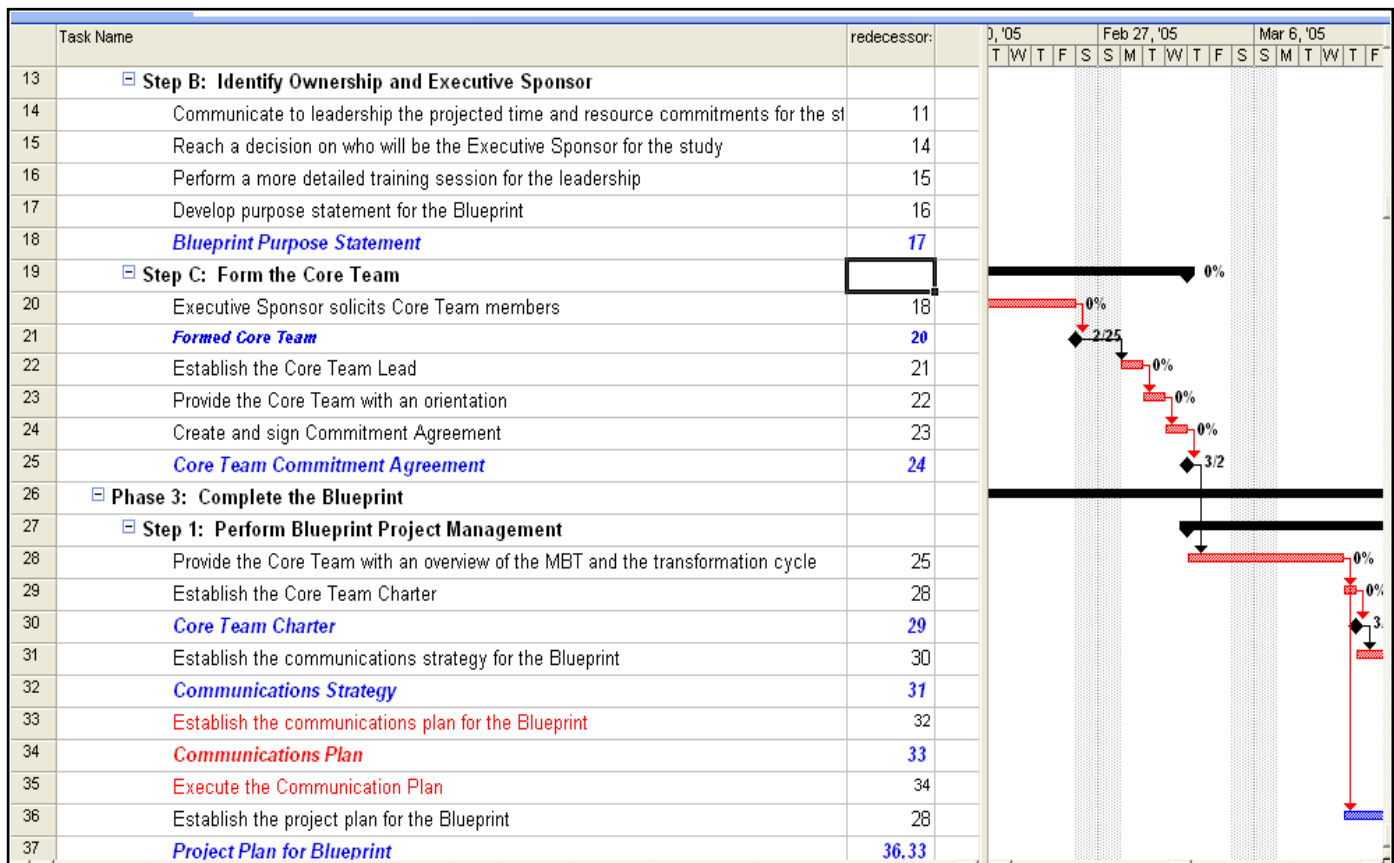 Task Name redecessor: 0, '05 Feb 27, '05 Mar 6, '05
T W T F S S M T W T F S S M T W T F
13 Step B: Identify Ownership and Executive Sponsor
14 Communicate to leadership the projected time and resource commitments for the st 11
15 Reach a decision on who will be the Executive Sponsor for the study 14
16 Perform a more detailed training session for the leadership 15
17 Develop purpose statement for the Blueprint 16
18 Blueprint Purpose Statement 17
19 Step C: Form the Core Team 0%
20 Executive Sponsor solicits Core Team members 18 0%
21 Formed Core Team 20 2/25
22 Establish the Core Team Lead 21 0%
23 Provide the Core Team with an orientation 22 0%
24 Create and sign Commitment Agreement 23 0%
25 Core Team Commitment Agreement 24 3/2
26 Phase 3: Complete the Blueprint
27 Step 1: Perform Blueprint Project Management
28 Provide the Core Team with an overview of the MBT and the transformation cycle 25 0%
29 Establish the Core Team Charter 28 0%
30 Core Team Charter 29 3
31 Establish the communications strategy for the Blueprint 30
32 Communications Strategy 31
33 Establish the communications plan for the Blueprint 32
34 Communications Plan 33
35 Execute the Communication Plan 34
36 Establish the project plan for the Blueprint 28
37 Project Plan for Blueprint 36,33